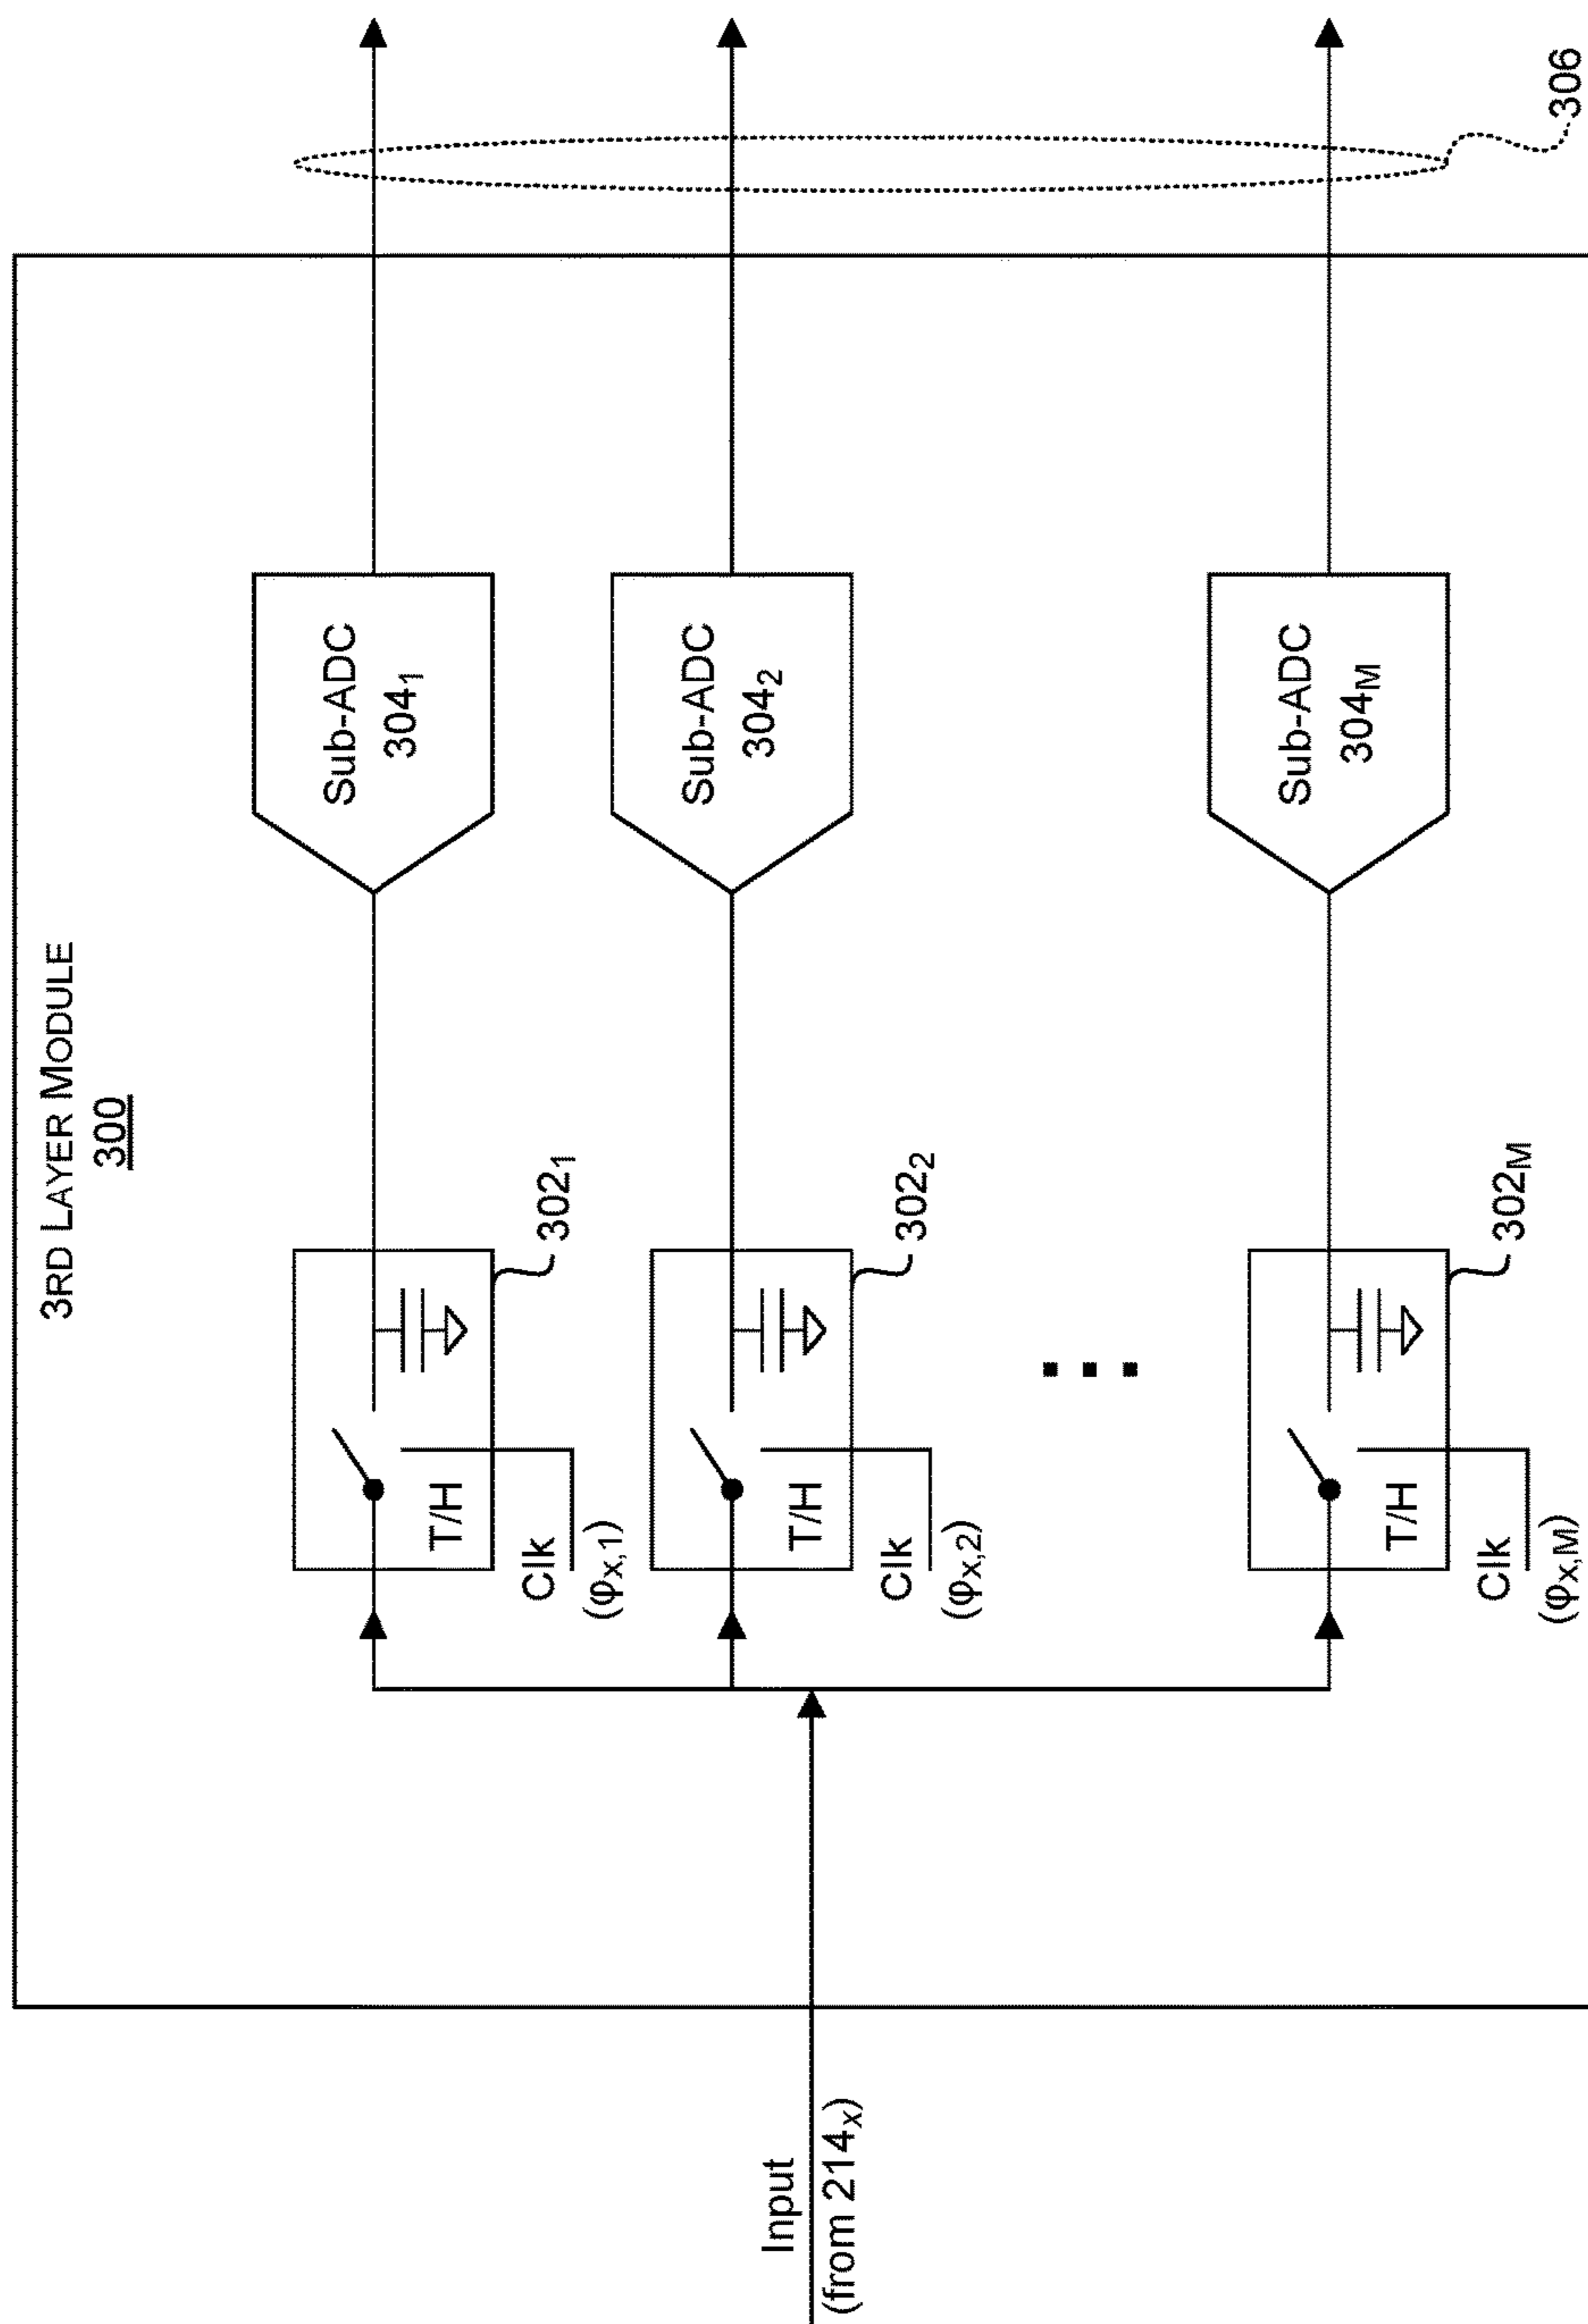 3RD LAYER MODULE
300
Input
(from 214x)
T/H
Clk
(φx,1)
302₁
Sub-ADC
304₁
T/H
Clk
(φx,2)
302₂
Sub-ADC
304₂
T/H
Clk
(φx,M)
302M
Sub-ADC
304M
306